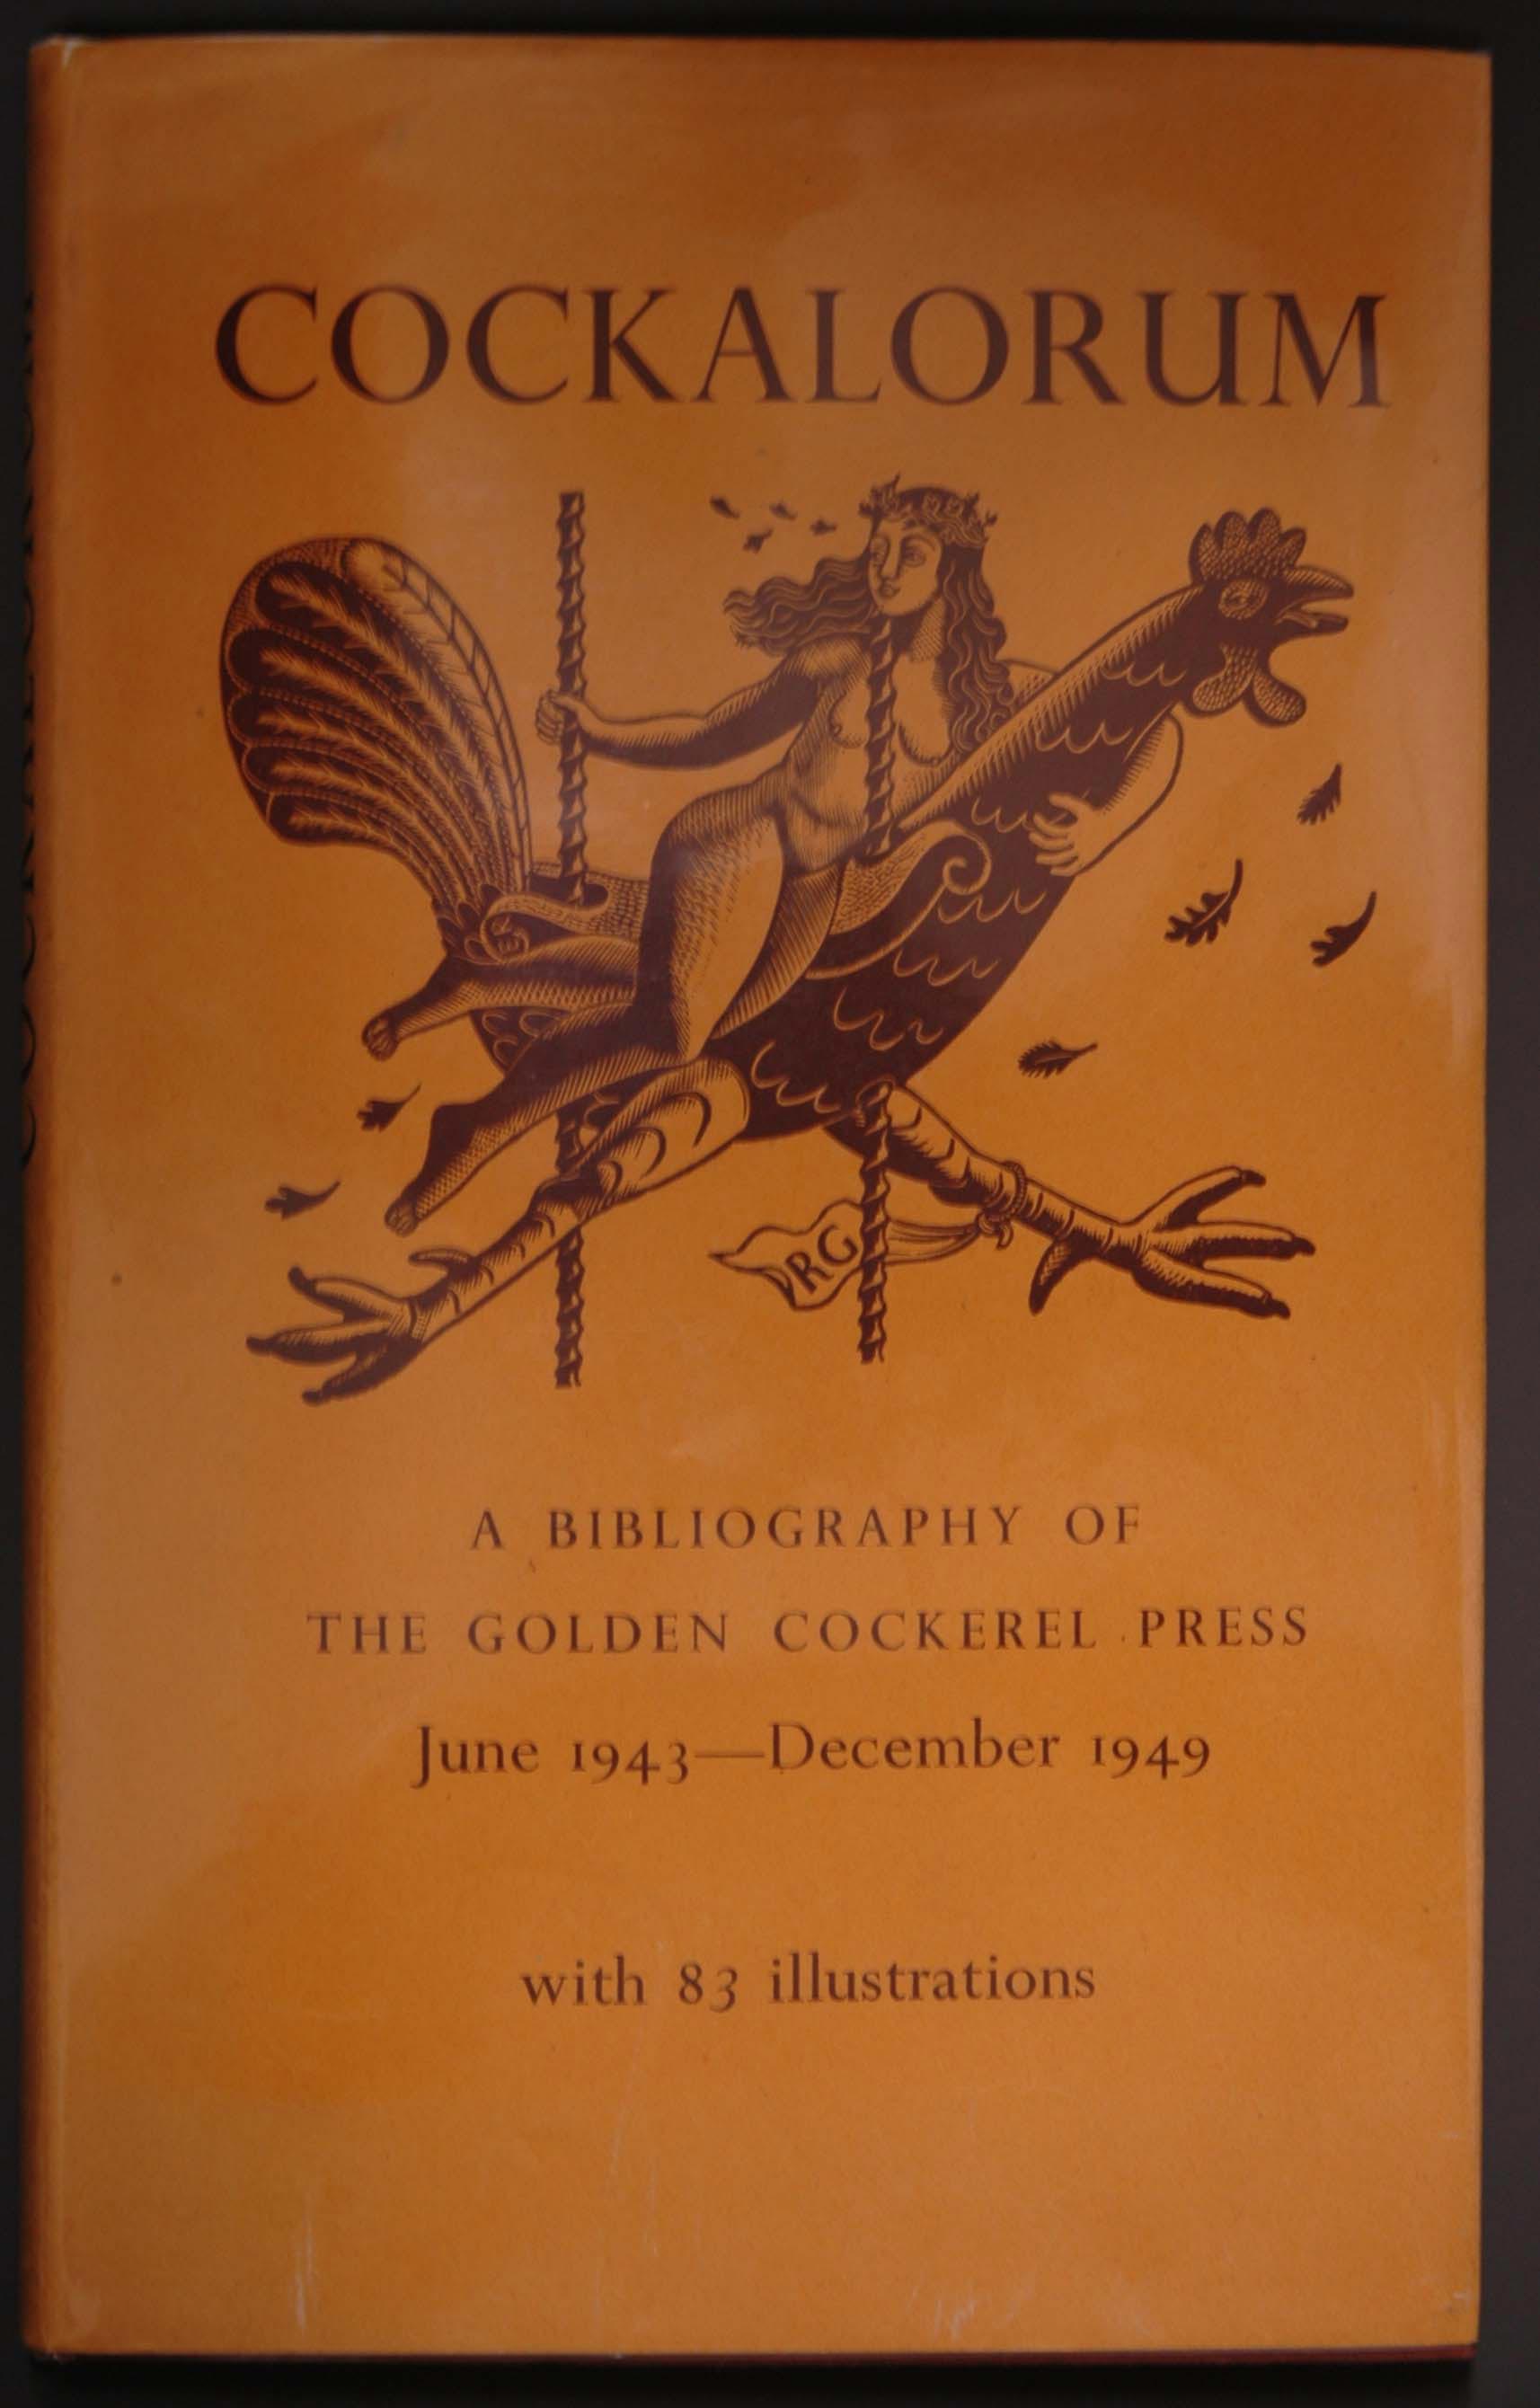 COCKALORUM
RG
A BIBLIOGRAPHY OF
THE GOLDEN COCKEREL PRESS
June 1943—December 1949
with 83 illustrations